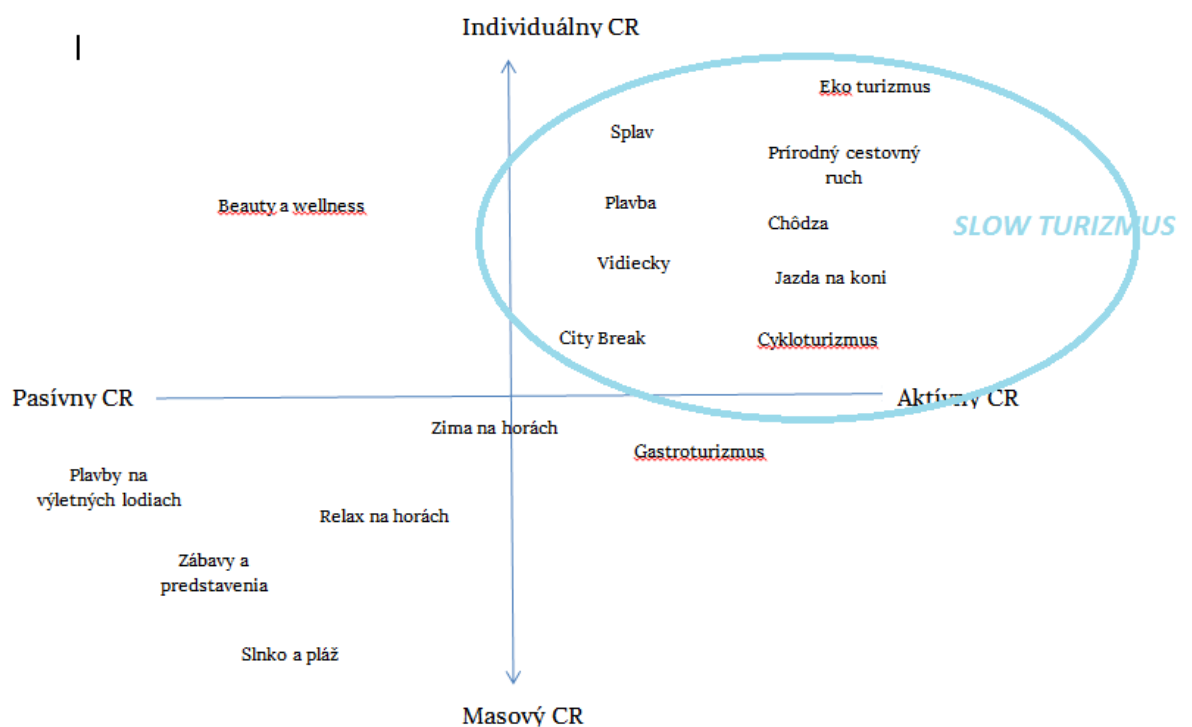 Individuálny CR
Eko turizmus
Splav
Prírodný cestovný
ruch
Beauty a wellness
Plavba
Chôdza
SLOW TURIZMUS
Vidiecky
Jazda na koni
City Break
Cykloturizmus
Pasívny CR
Aktívny CR
Zima na horách
Gastroturizmus
Plavby na
výletných lodiach
Relax na horách
Zábavy a
predstavenia
Slnko a pláž
Masový CR